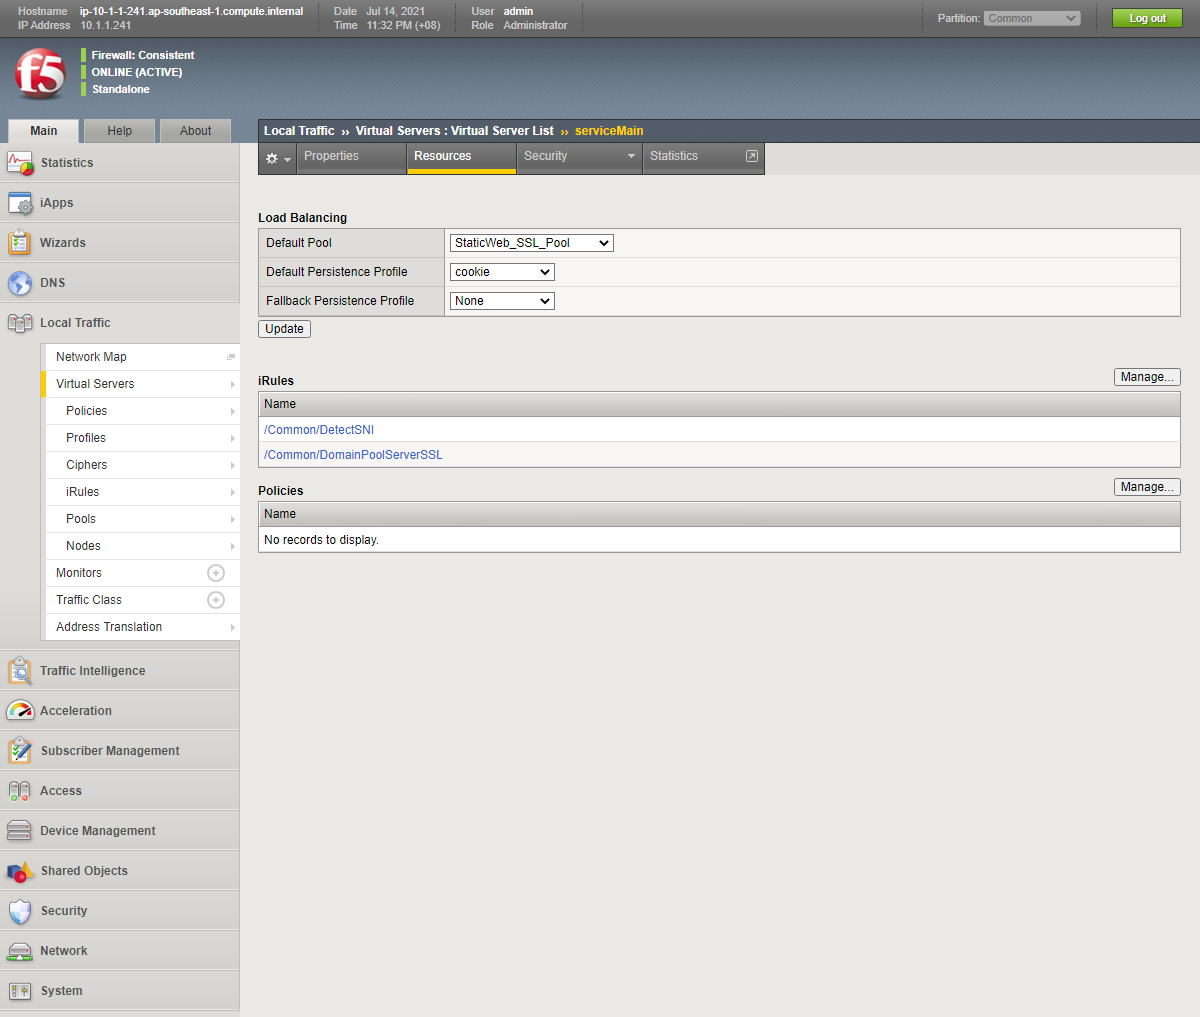 Hostname ip-10-1-1-241.ap-southeast-1.compute.internal Date Jul 14, 2021 User admin Partition: Common Log out
IP Address 10.1.1.241 Time 11:32 PM (+08) Role Administrator
f5
Firewall: Consistent
ONLINE (ACTIVE)
Standalone
Main Help About
Local Traffic ›› Virtual Servers : Virtual Server List ›› serviceMain
Properties Resources Security Statistics
Statistics
iApps
Wizards
DNS
Local Traffic
Network Map
Virtual Servers
Policies
Profiles
Ciphers
iRules
Pools
Nodes
Monitors
Traffic Class
Address Translation
Traffic Intelligence
Acceleration
Subscriber Management
Access
Device Management
Shared Objects
Security
Network
System
Load Balancing
Default Pool StaticWeb_SSL_Pool
Default Persistence Profile cookie
Fallback Persistence Profile None
Update
iRules Manage...
Name
/Common/DetectSNI
/Common/DomainPoolServerSSL
Policies Manage...
Name
No records to display.